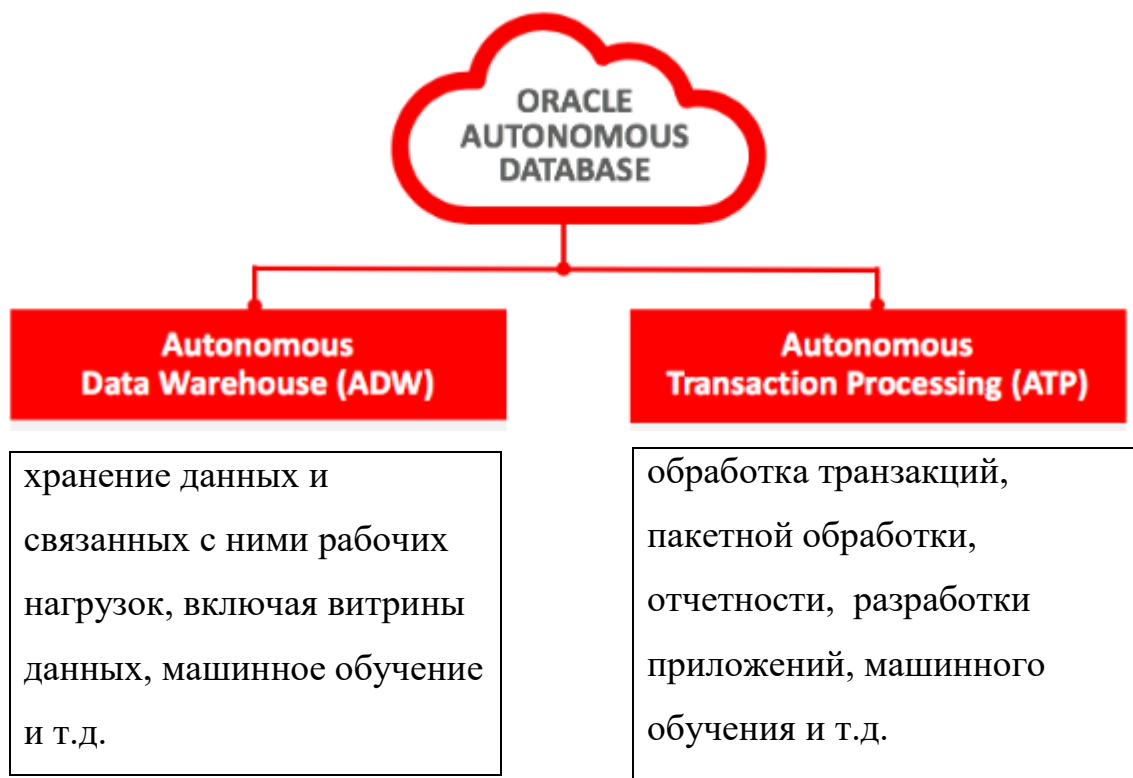 ORACLE
AUTONOMOUS
DATABASE
Autonomous
Data Warehouse (ADW)
Autonomous
Transaction Processing (ATP)
хранение данных и
связанных с ними рабочих
нагрузок, включая витрины
данных, машинное обучение
и т.д.
обработка транзакций,
пакетной обработки,
отчетности,  разработки
приложений, машинного
обучения и т.д.